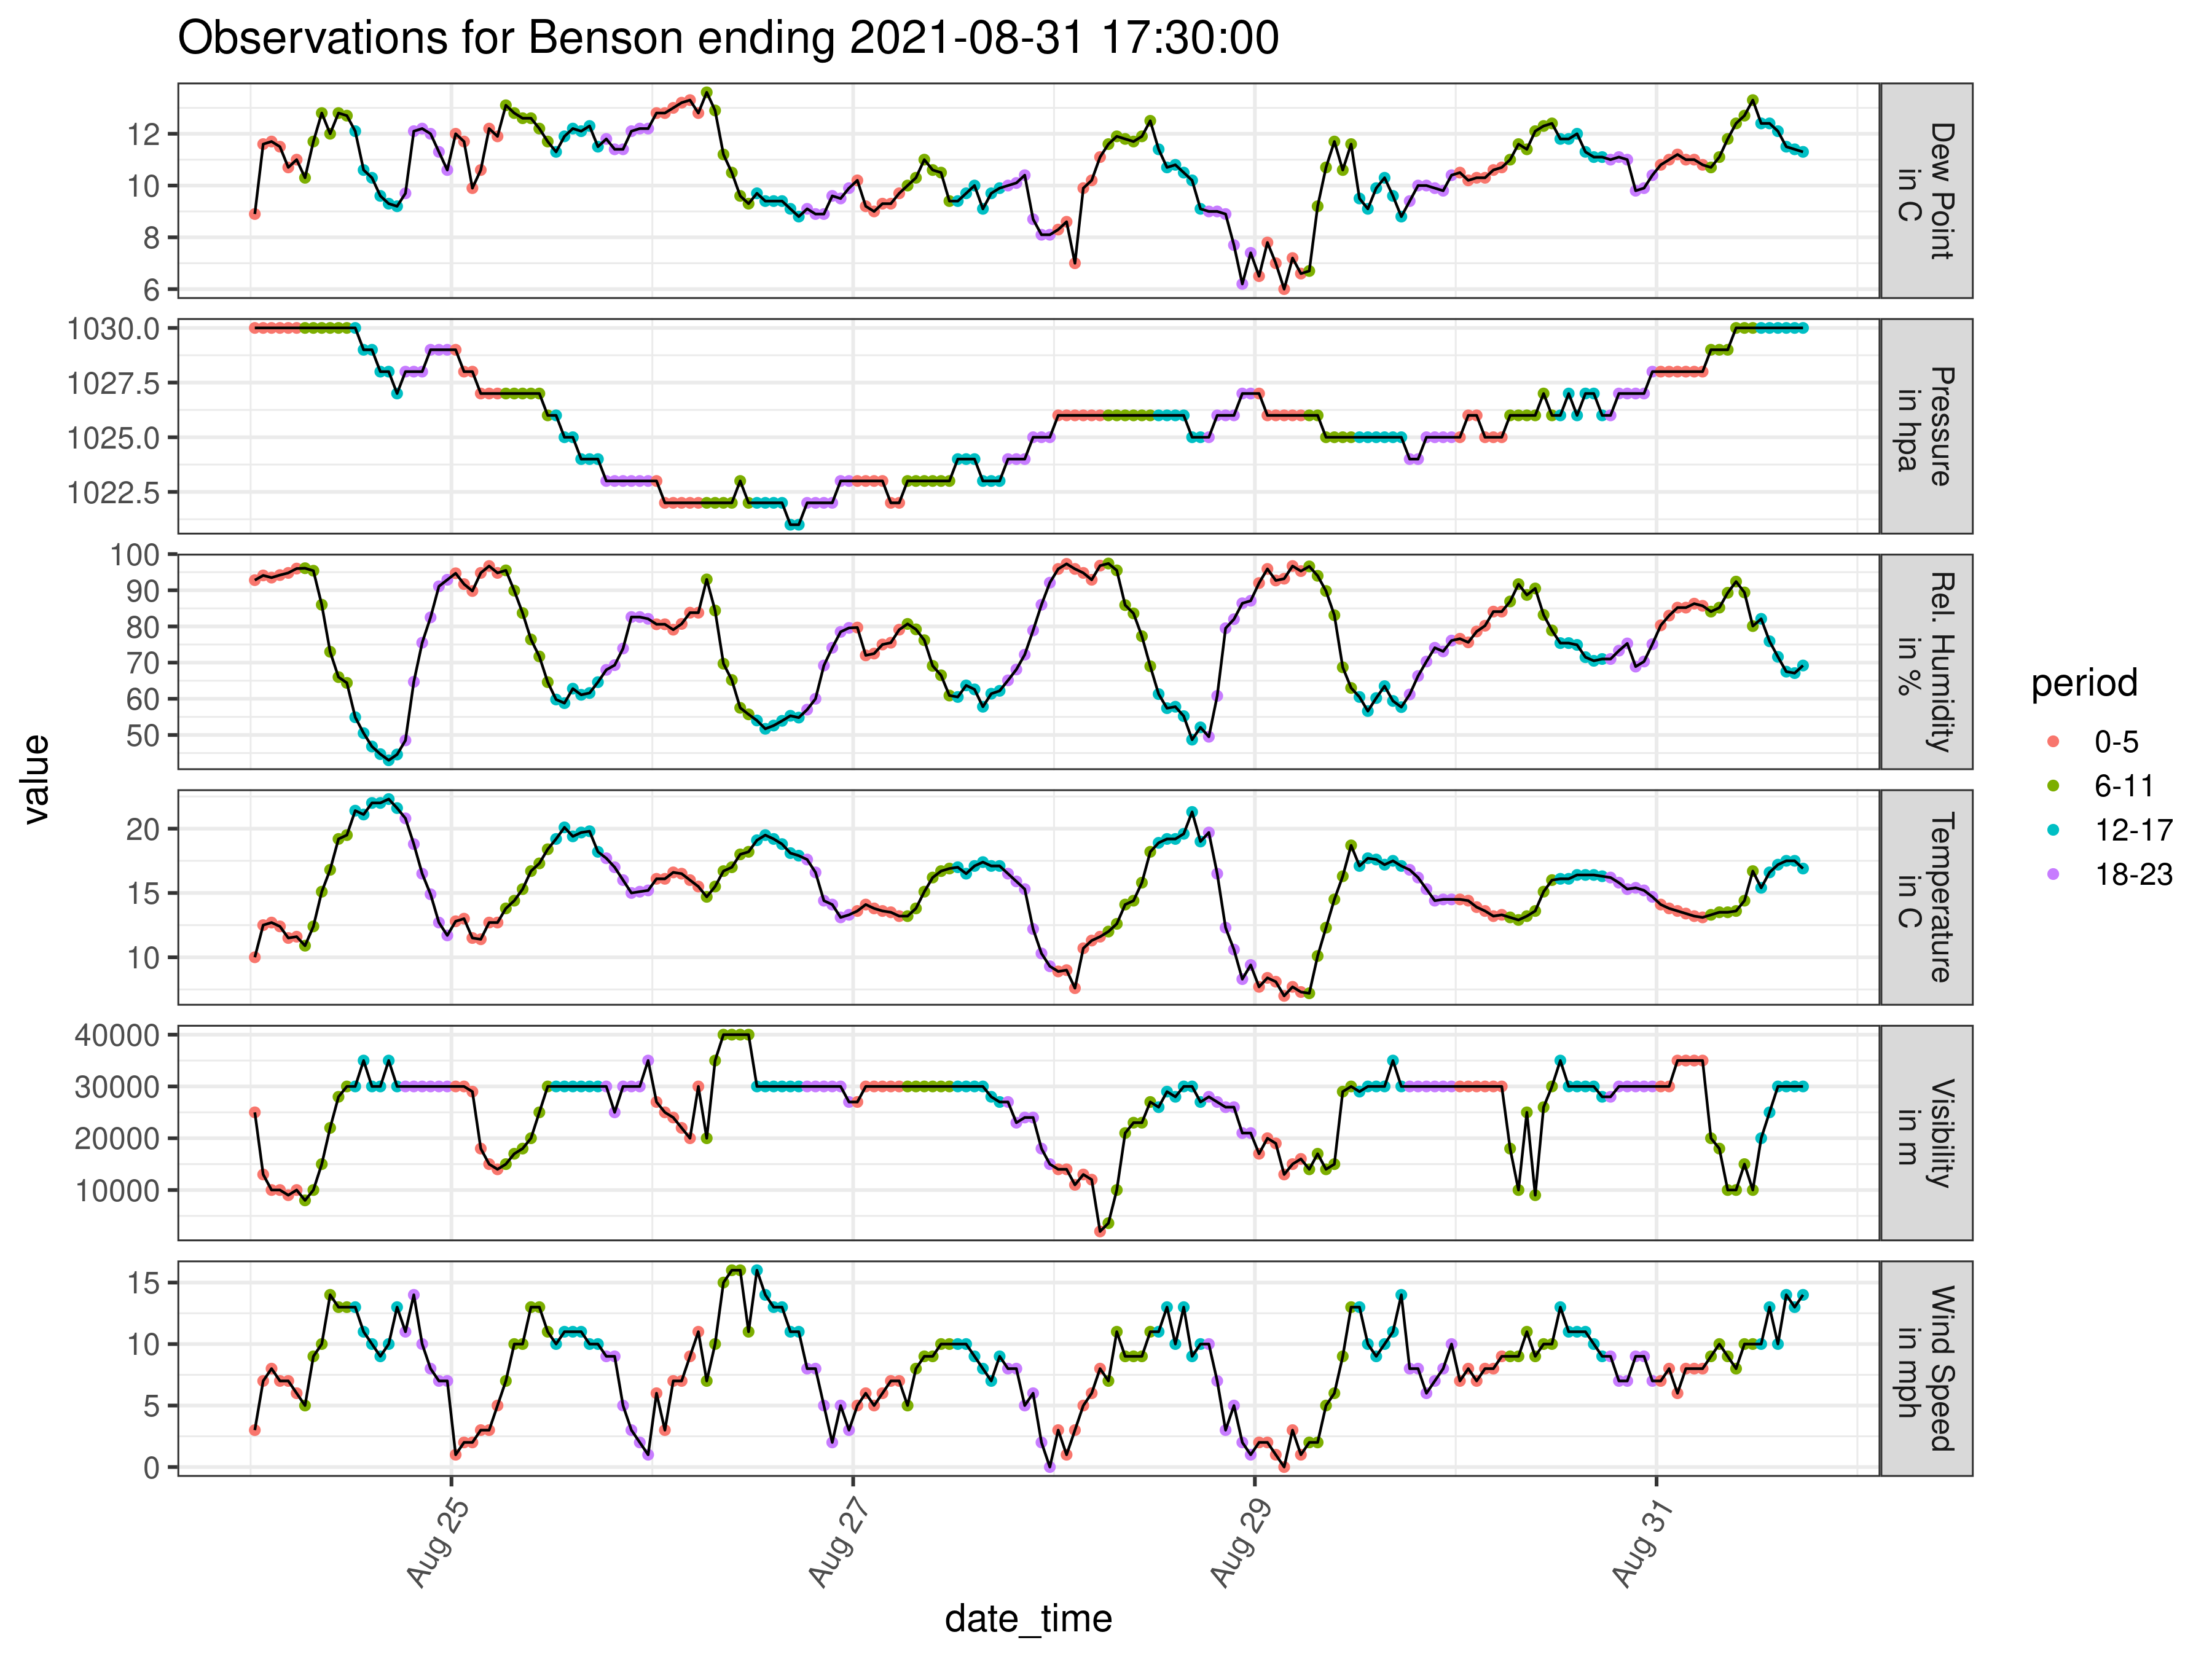 Observations for Benson ending 2021-08-31 17:30:00
12
10
8
6
Dew Point
in C
1030.0
1027.5
1025.0
1022.5
Pressure
in hpa
100
90
80
70
60
50
Rel. Humidity
in %
20
15
10
Temperature
in C
40000
30000
20000
10000
Visibility
in m
15
10
5
0
Wind Speed
in mph
value
Aug 25
Aug 27
Aug 29
Aug 31
date_time
period
0-5
6-11
12-17
18-23